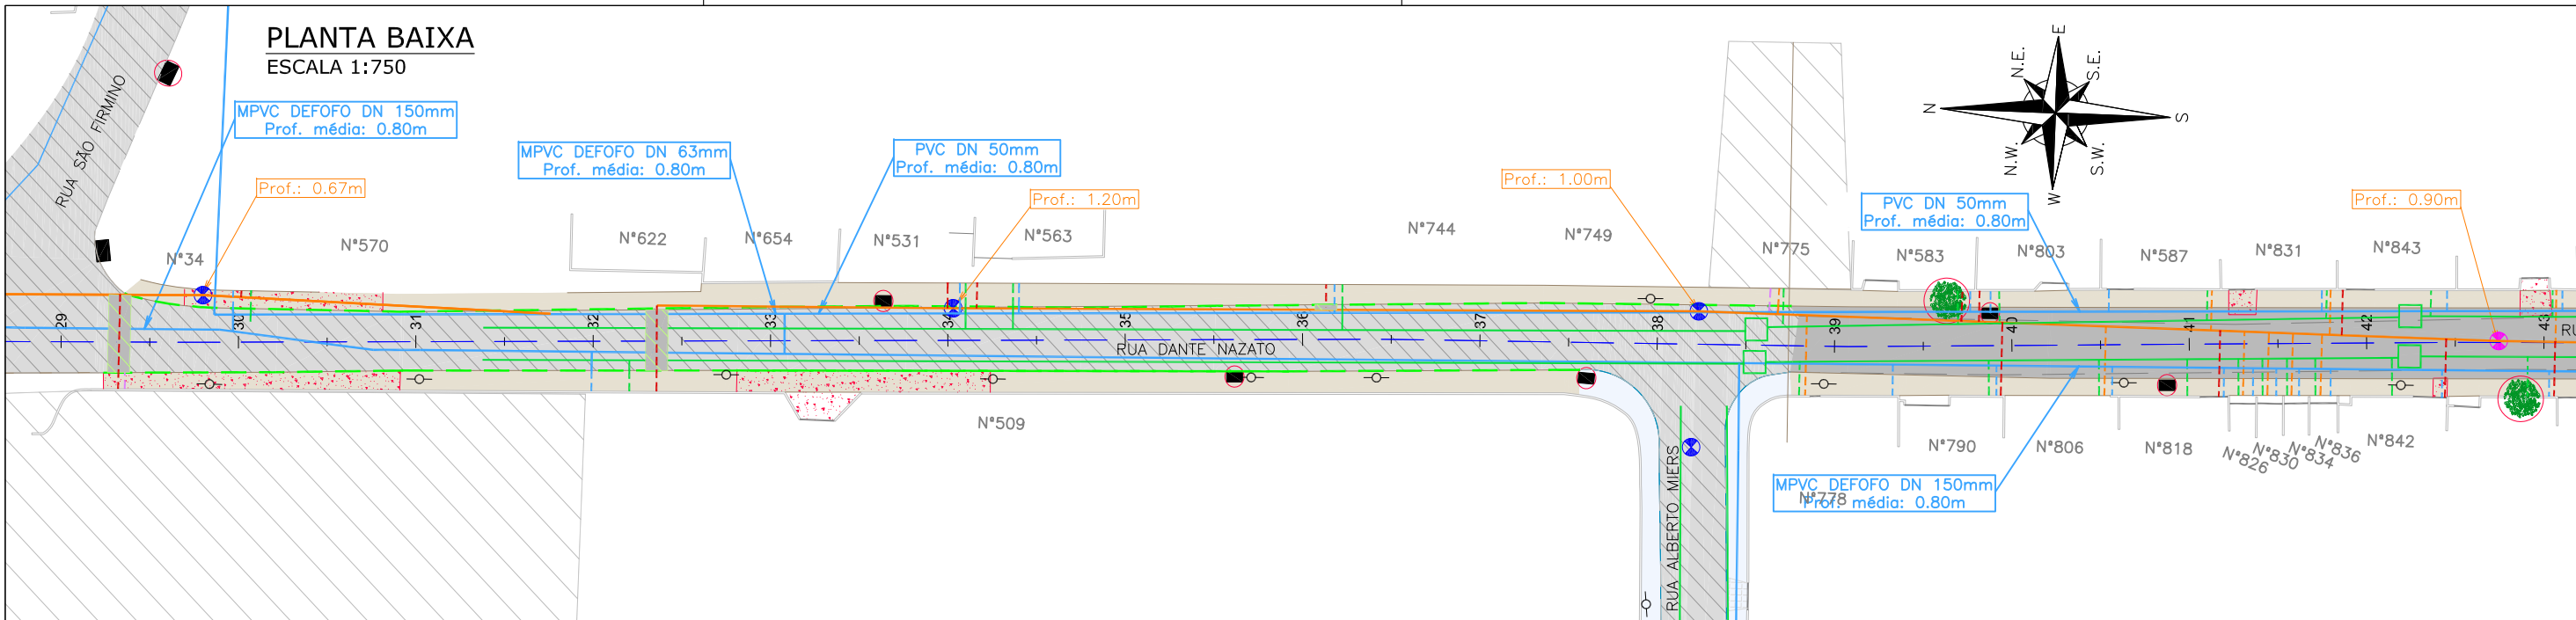 PLANTA BAIXA
ESCALA 1:750
RUA SÃO FIRMINO
MPVC DEFOFO DN 150mm
Prof. média: 0.80m
Prof.: 0.67m
MPVC DEFOFO DN 63mm
Prof. média: 0.80m
PVC DN 50mm
Prof. média: 0.80m
Prof.: 1.20m
Prof.: 1.00m
N
N.E.
E
S.E.
S
S.W.
W
N.W.
PVC DN 50mm
Prof. média: 0.80m
Prof.: 0.90m
N°34
N°570
N°622
N°654
N°531
N°563
N°744
N°749
N°775
N°583
N°803
N°587
N°831
N°843
29
30
31
32
33
34
35
36
37
38
39
40
41
42
43
RUA DANTE NAZATO
RU
N°509
RUA ALBERTO MIERS
N°790
N°806
N°818
N°826
N°830
N°834
N°836
N°842
MPVC DEFOFO DN 150mm
Prof. média: 0.80m
N°778